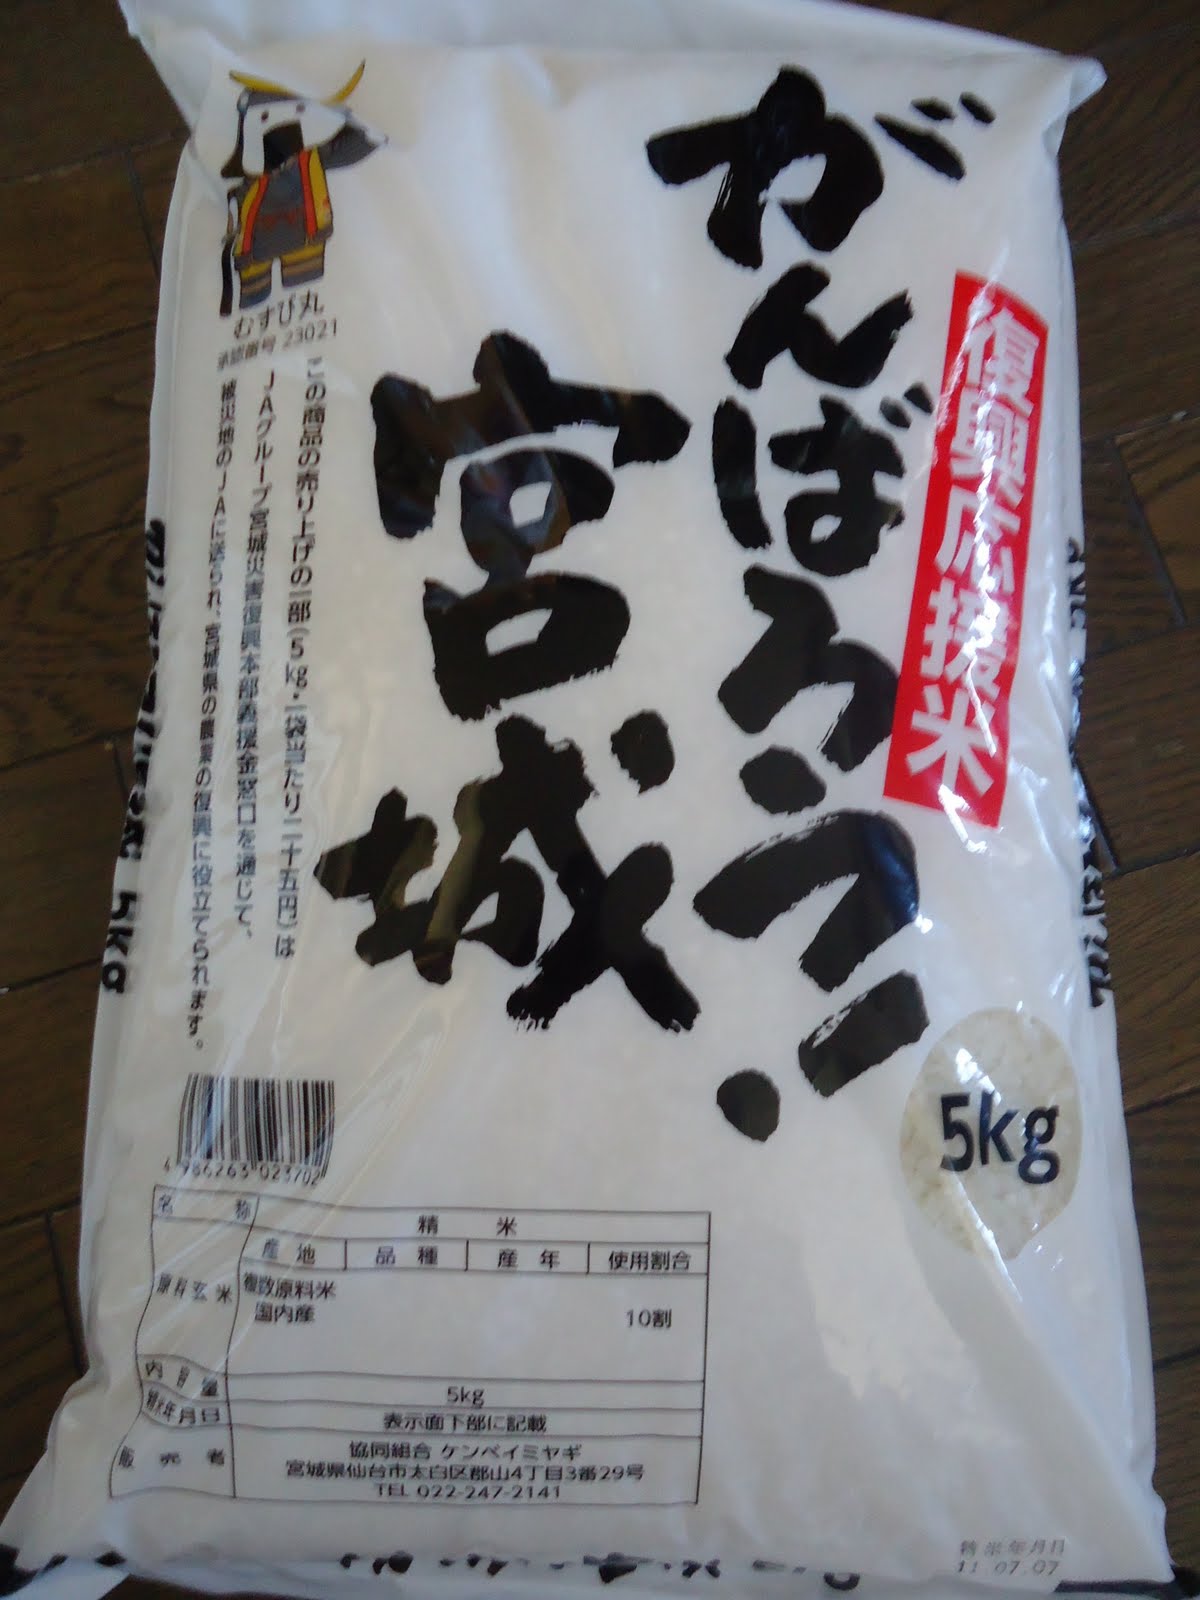 復興応援米
がんばろう!
宮城
むすび丸
承認番号 23021
この商品の売り上げの一部(5kg・一袋当たり二十五円)は
JAグループ宮城災害復興本部義援金窓口を通じて、
被災地のJAに送られ、宮城県の農業の復興に役立てられます。
5kg
4 986263 023702
名称 精米
原料玄米 産地 品種 産年 使用割合
複数原料米
国内産 10割
内容量 5kg
精米年月日 表示面下部に記載
販売者 協同組合 ケンベイミヤギ
宮城県仙台市太白区郡山4丁目3番29号
TEL 022-247-2141
精米年月日
11.07.07
5kg